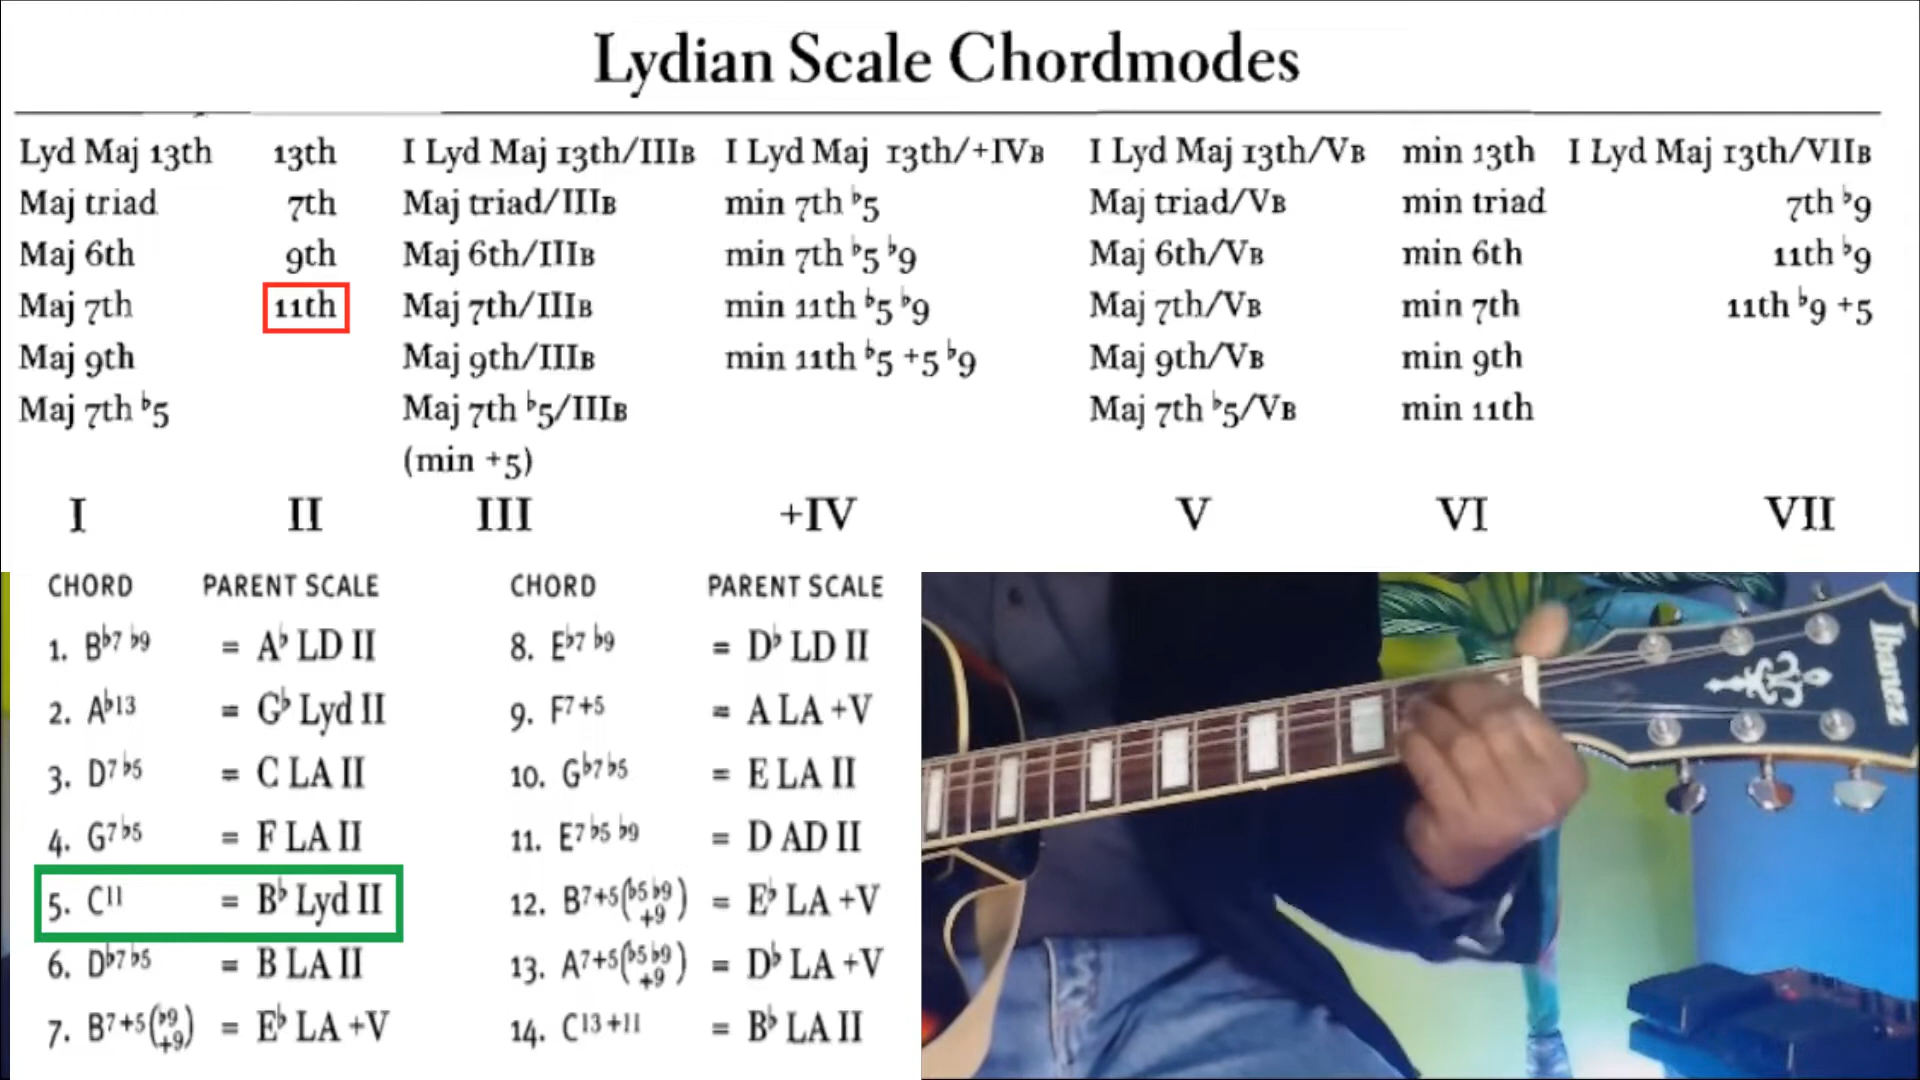 Lydian Scale Chordmodes
Lyd Maj 13th 13th I Lyd Maj 13th/IIIB I Lyd Maj 13th/+IVB I Lyd Maj 13th/VB min 13th I Lyd Maj 13th/VIIB
Maj triad 7th Maj triad/IIIB min 7th ♭5 Maj triad/VB min triad 7th ♭9
Maj 6th 9th Maj 6th/IIIB min 7th ♭5 ♭9 Maj 6th/VB min 6th 11th ♭9
Maj 7th 11th Maj 7th/IIIB min 11th ♭5 ♭9 Maj 7th/VB min 7th 11th ♭9 +5
Maj 9th Maj 9th/IIIB min 11th ♭5 +5 ♭9 Maj 9th/VB min 9th
Maj 7th ♭5 Maj 7th ♭5/IIIB Maj 7th ♭5/VB min 11th
(min +5)
I II III +IV V VI VII
CHORD PARENT SCALE CHORD PARENT SCALE
1. B♭7 ♭9 = A♭ LD II 8. E♭7 ♭9 = D♭ LD II
2. A♭13 = G♭ Lyd II 9. F7+5 = A LA +V
3. D7♭5 = C LA II 10. G♭7♭5 = E LA II
4. G7♭5 = F LA II 11. E7♭5 ♭9 = D AD II
5. C11 = B♭ Lyd II 12. B7+5(♭5 ♭9 +9) = E♭ LA +V
6. D♭7♭5 = B LA II 13. A7+5(♭5 ♭9 +9) = D♭ LA +V
7. B7+5(♭9 +9) = E♭ LA +V 14. C13+11 = B♭ LA II
Ibanez